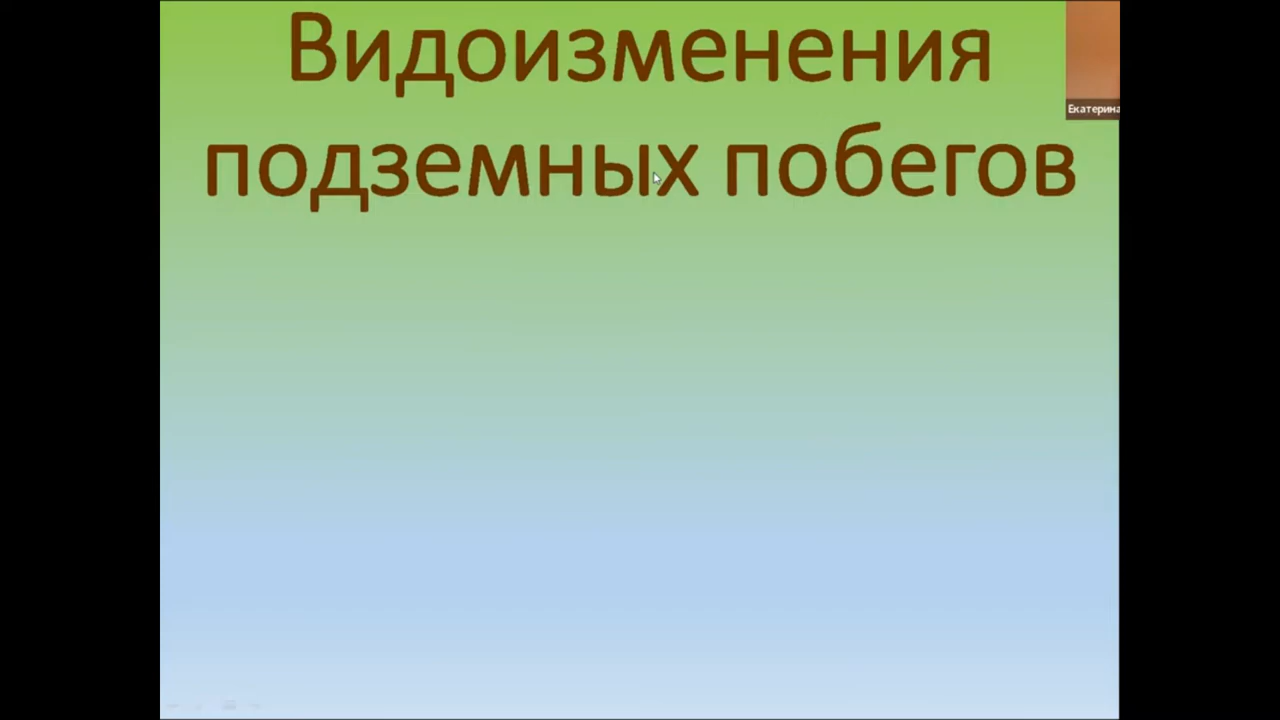 Видоизменения
подземных побегов
Екатерина